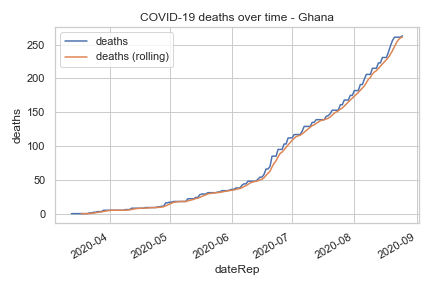 COVID-19 deaths over time - Ghana
deaths
deaths (rolling)
250
200
150
100
50
0
deaths
2020-04
2020-05
2020-06
2020-07
2020-08
2020-09
dateRep